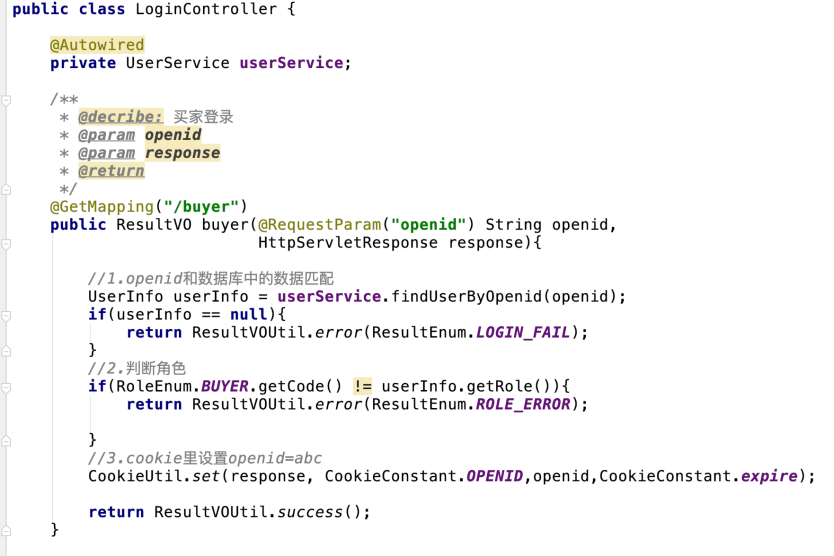 public class LoginController {
@Autowired
private UserService userService;
/**
* @decribe: 买家登录
* @param openid
* @param response
* @return
*/
@GetMapping("/buyer")
public ResultVO buyer(@RequestParam("openid") String openid,
HttpServletResponse response){
//1.openid和数据库中的数据匹配
UserInfo userInfo = userService.findUserByOpenid(openid);
if(userInfo == null){
return ResultVOUtil.error(ResultEnum.LOGIN_FAIL);
}
//2.判断角色
if(RoleEnum.BUYER.getCode() != userInfo.getRole()){
return ResultVOUtil.error(ResultEnum.ROLE_ERROR);
}
//3.cookie里设置openid=abc
CookieUtil.set(response, CookieConstant.OPENID,openid,CookieConstant.expire);
return ResultVOUtil.success();
}